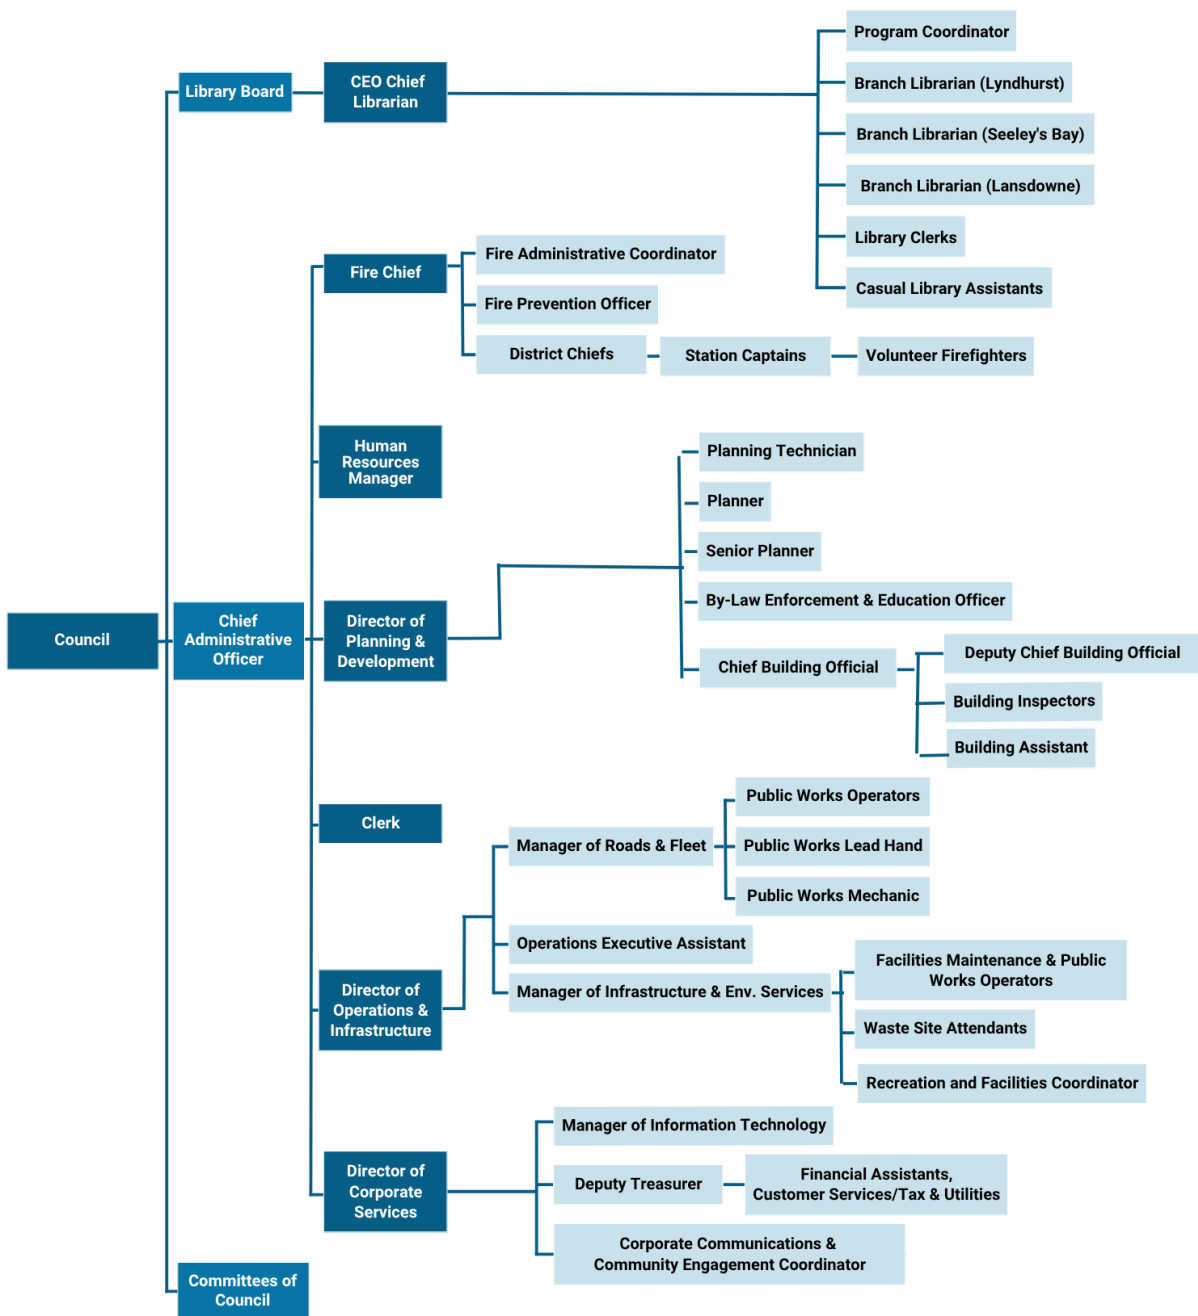 Program Coordinator
Library Board
CEO Chief
Librarian
Branch Librarian (Lyndhurst)
Branch Librarian (Seeley's Bay)
Branch Librarian (Lansdowne)
Library Clerks
Casual Library Assistants
Fire Chief
Fire Administrative Coordinator
Fire Prevention Officer
District Chiefs
Station Captains
Volunteer Firefighters
Human
Resources
Manager
Planning Technician
Planner
Senior Planner
By-Law Enforcement & Education Officer
Council
Chief
Administrative
Officer
Director of
Planning &
Development
Chief Building Official
Deputy Chief Building Official
Building Inspectors
Building Assistant
Clerk
Public Works Operators
Manager of Roads & Fleet
Public Works Lead Hand
Public Works Mechanic
Operations Executive Assistant
Director of
Operations &
Infrastructure
Manager of Infrastructure & Env. Services
Facilities Maintenance & Public
Works Operators
Waste Site Attendants
Recreation and Facilities Coordinator
Manager of Information Technology
Director of
Corporate
Services
Deputy Treasurer
Financial Assistants,
Customer Services/Tax & Utilities
Corporate Communications &
Community Engagement Coordinator
Committees of
Council